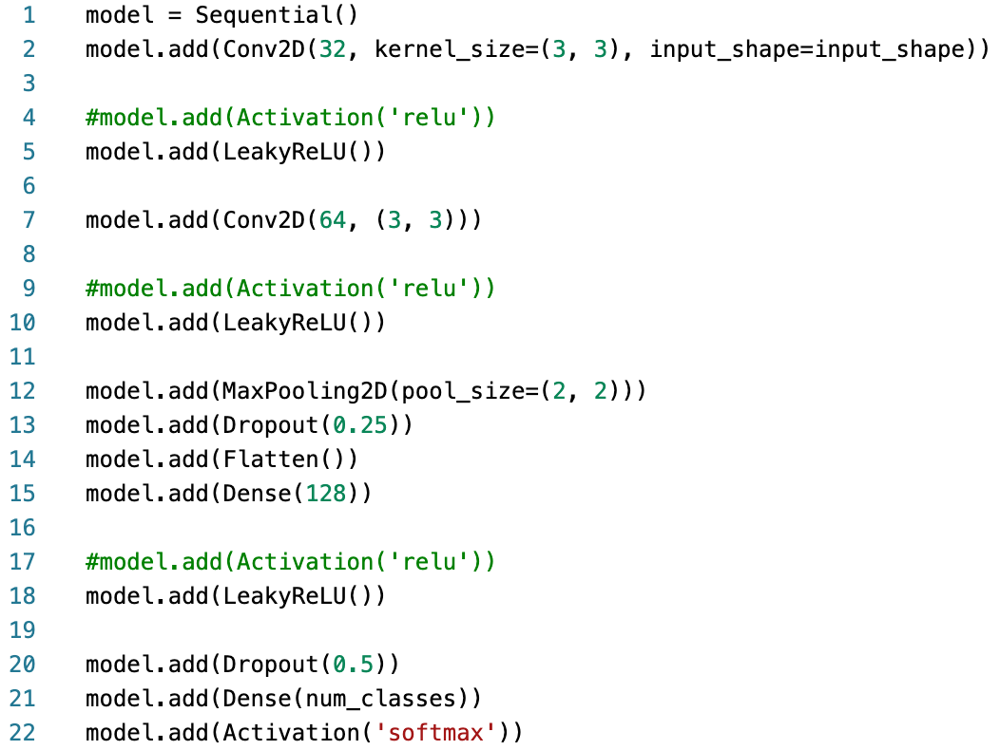 1 model = Sequential()
2 model.add(Conv2D(32, kernel_size=(3, 3), input_shape=input_shape))
3
4 #model.add(Activation('relu'))
5 model.add(LeakyReLU())
6
7 model.add(Conv2D(64, (3, 3)))
8
9 #model.add(Activation('relu'))
10 model.add(LeakyReLU())
11
12 model.add(MaxPooling2D(pool_size=(2, 2)))
13 model.add(Dropout(0.25))
14 model.add(Flatten())
15 model.add(Dense(128))
16
17 #model.add(Activation('relu'))
18 model.add(LeakyReLU())
19
20 model.add(Dropout(0.5))
21 model.add(Dense(num_classes))
22 model.add(Activation('softmax'))